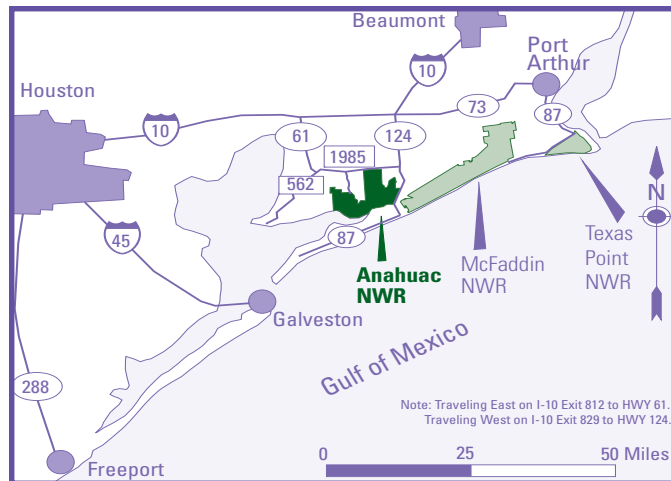 Beaumont
Port
Arthur
Houston
10
73
87
10
61
124
1985
562
N
45
87
Texas
Point
NWR
Anahuac
NWR
McFaddin
NWR
Galveston
Gulf of Mexico
288
Note: Traveling East on I-10 Exit 812 to HWY 61.
Traveling West on I-10 Exit 829 to HWY 124.
0 25 50 Miles
Freeport